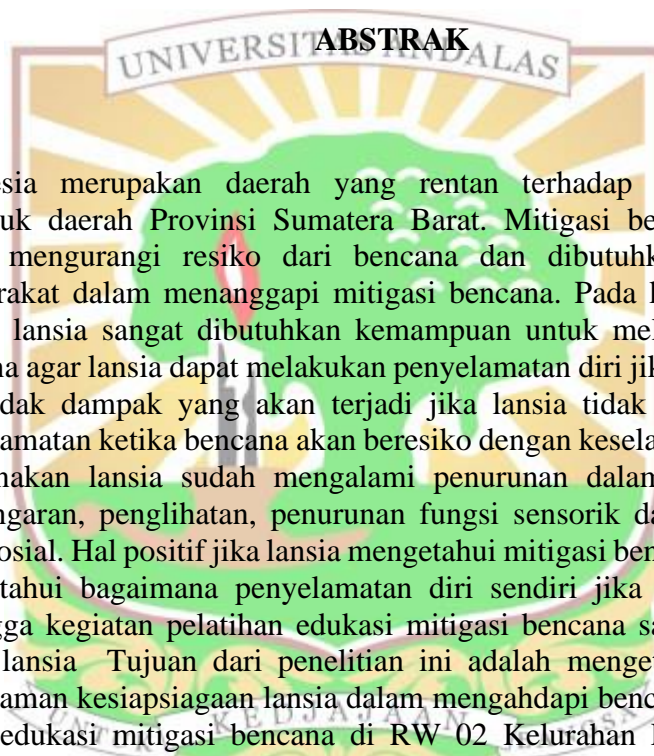 ABSTRAK
UNIVERSITAS ANDALAS
esia merupakan daerah yang rentan terhadap
uk daerah Provinsi Sumatera Barat. Mitigasi be
mengurangi resiko dari bencana dan dibutuhk
rakat dalam menanggapi mitigasi bencana. Pada l
lansia sangat dibutuhkan kemampuan untuk mel
na agar lansia dapat melakukan penyelamatan diri jik
dak dampak yang akan terjadi jika lansia tidak
amatan ketika bencana akan beresiko dengan kesela
nakan lansia sudah mengalami penurunan dalam
ngaran, penglihatan, penurunan fungsi sensorik da
osial. Hal positif jika lansia mengetahui mitigasi ben
tahui bagaimana penyelamatan diri sendiri jika
gga kegiatan pelatihan edukasi mitigasi bencana sa
lansia Tujuan dari penelitian ini adalah menget
aman kesiapsiagaan lansia dalam mengahdapi benc
edukasi mitigasi bencana di RW 02 Kelurahan
KEDJAJAAN